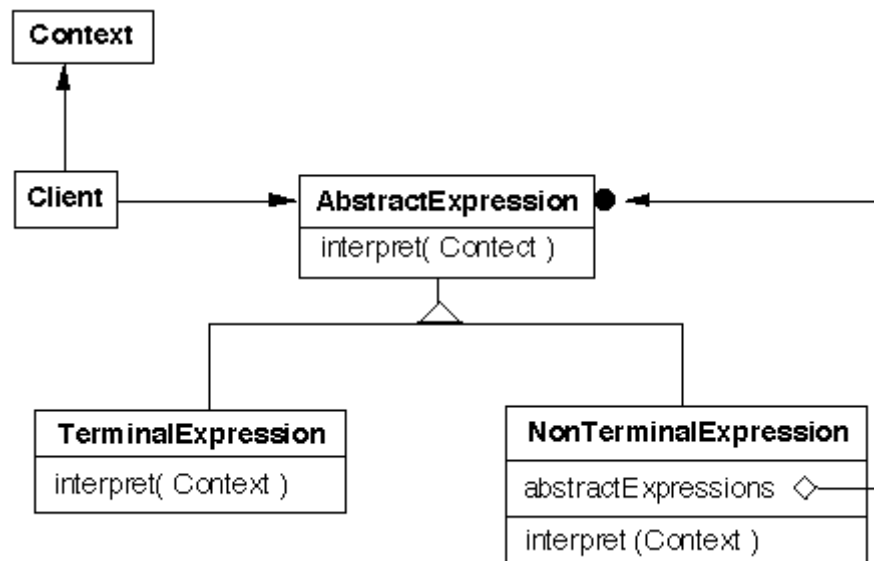 Context
Client
AbstractExpression
interpret( Contect )
TerminalExpression
interpret( Context )
NonTerminalExpression
abstractExpressions
interpret (Context )